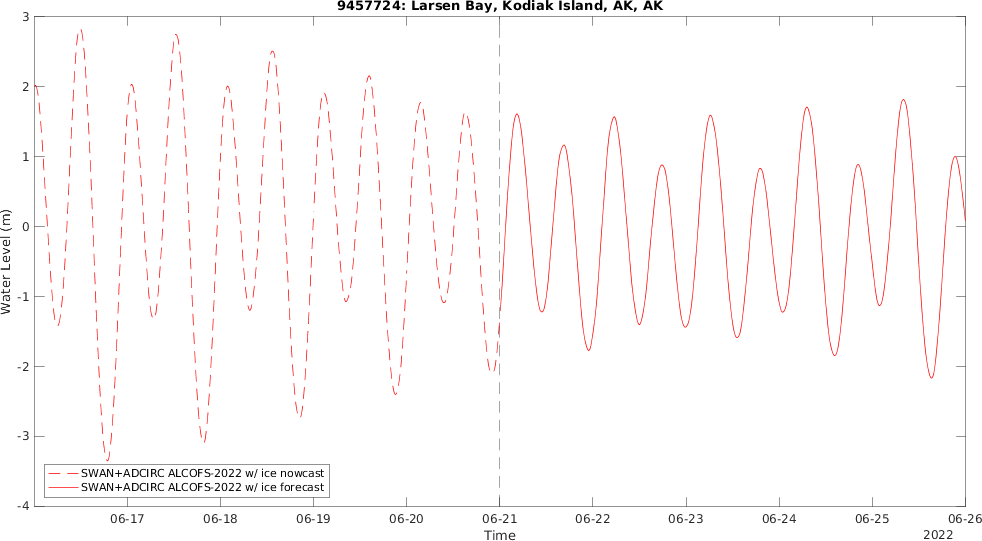 9457724: Larsen Bay, Kodiak Island, AK, AK
3
2
1
0
-1
-2
-3
-4
Water Level (m)
SWAN+ADCIRC ALCOFS-2022 w/ ice nowcast
SWAN+ADCIRC ALCOFS-2022 w/ ice forecast
06-17 06-18 06-19 06-20 06-21 06-22 06-23 06-24 06-25 06-26
Time
2022